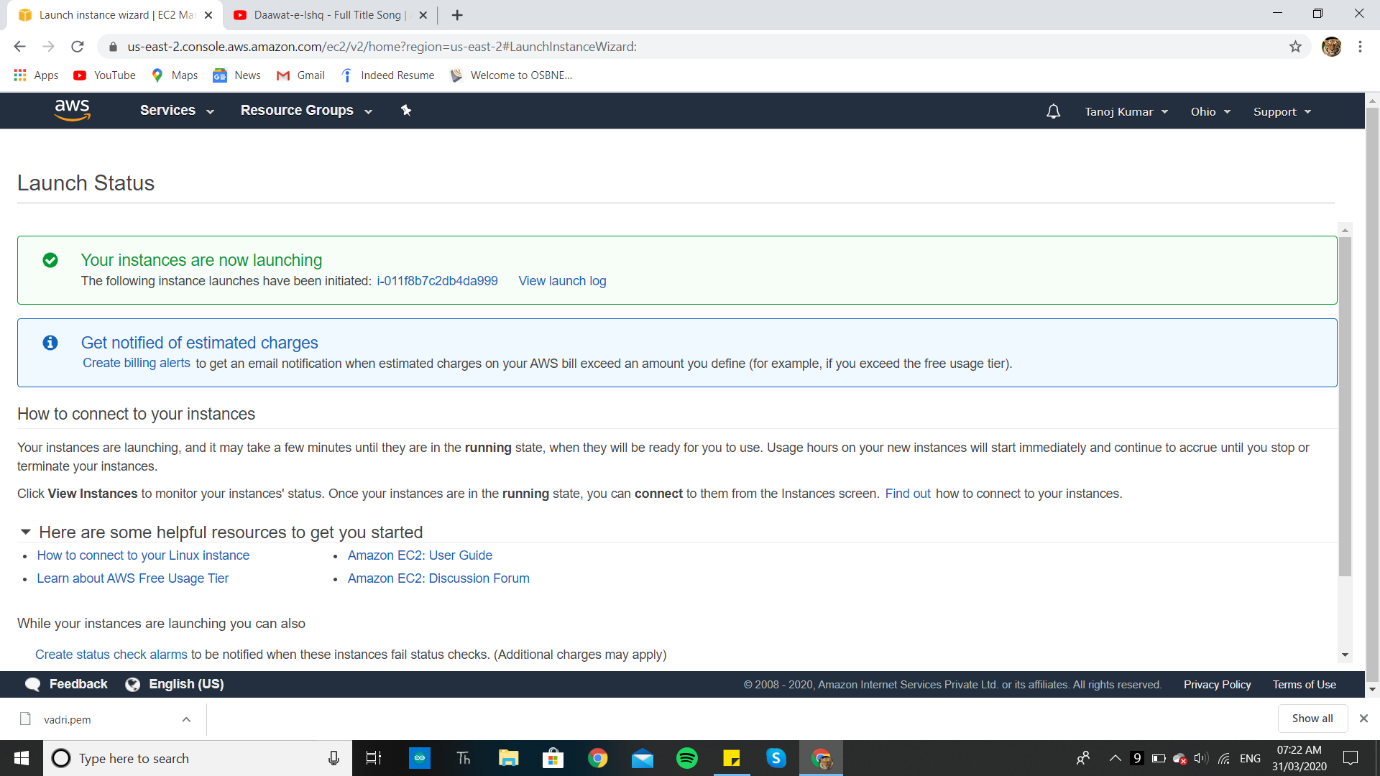 Launch instance wizard | EC2 Ma
Daawat-e-Ishq - Full Title Song |
us-east-2.console.aws.amazon.com/ec2/v2/home?region=us-east-2#LaunchInstanceWizard:
Apps YouTube Maps News Gmail Indeed Resume Welcome to OSBNE...
aws Services Resource Groups Tanoj Kumar Ohio Support
Launch Status
Your instances are now launching
The following instance launches have been initiated: i-011f8b7c2db4da999 View launch log
Get notified of estimated charges
Create billing alerts to get an email notification when estimated charges on your AWS bill exceed an amount you define (for example, if you exceed the free usage tier).
How to connect to your instances
Your instances are launching, and it may take a few minutes until they are in the running state, when they will be ready for you to use. Usage hours on your new instances will start immediately and continue to accrue until you stop or
terminate your instances.
Click View Instances to monitor your instances' status. Once your instances are in the running state, you can connect to them from the Instances screen. Find out how to connect to your instances.
Here are some helpful resources to get you started
• How to connect to your Linux instance • Amazon EC2: User Guide
• Learn about AWS Free Usage Tier • Amazon EC2: Discussion Forum
While your instances are launching you can also
Create status check alarms to be notified when these instances fail status checks. (Additional charges may apply)
Feedback English (US) © 2008 - 2020, Amazon Internet Services Private Ltd. or its affiliates. All rights reserved. Privacy Policy Terms of Use
vadri.pem Show all
Type here to search Th 9 ENG 07:22 AM
31/03/2020